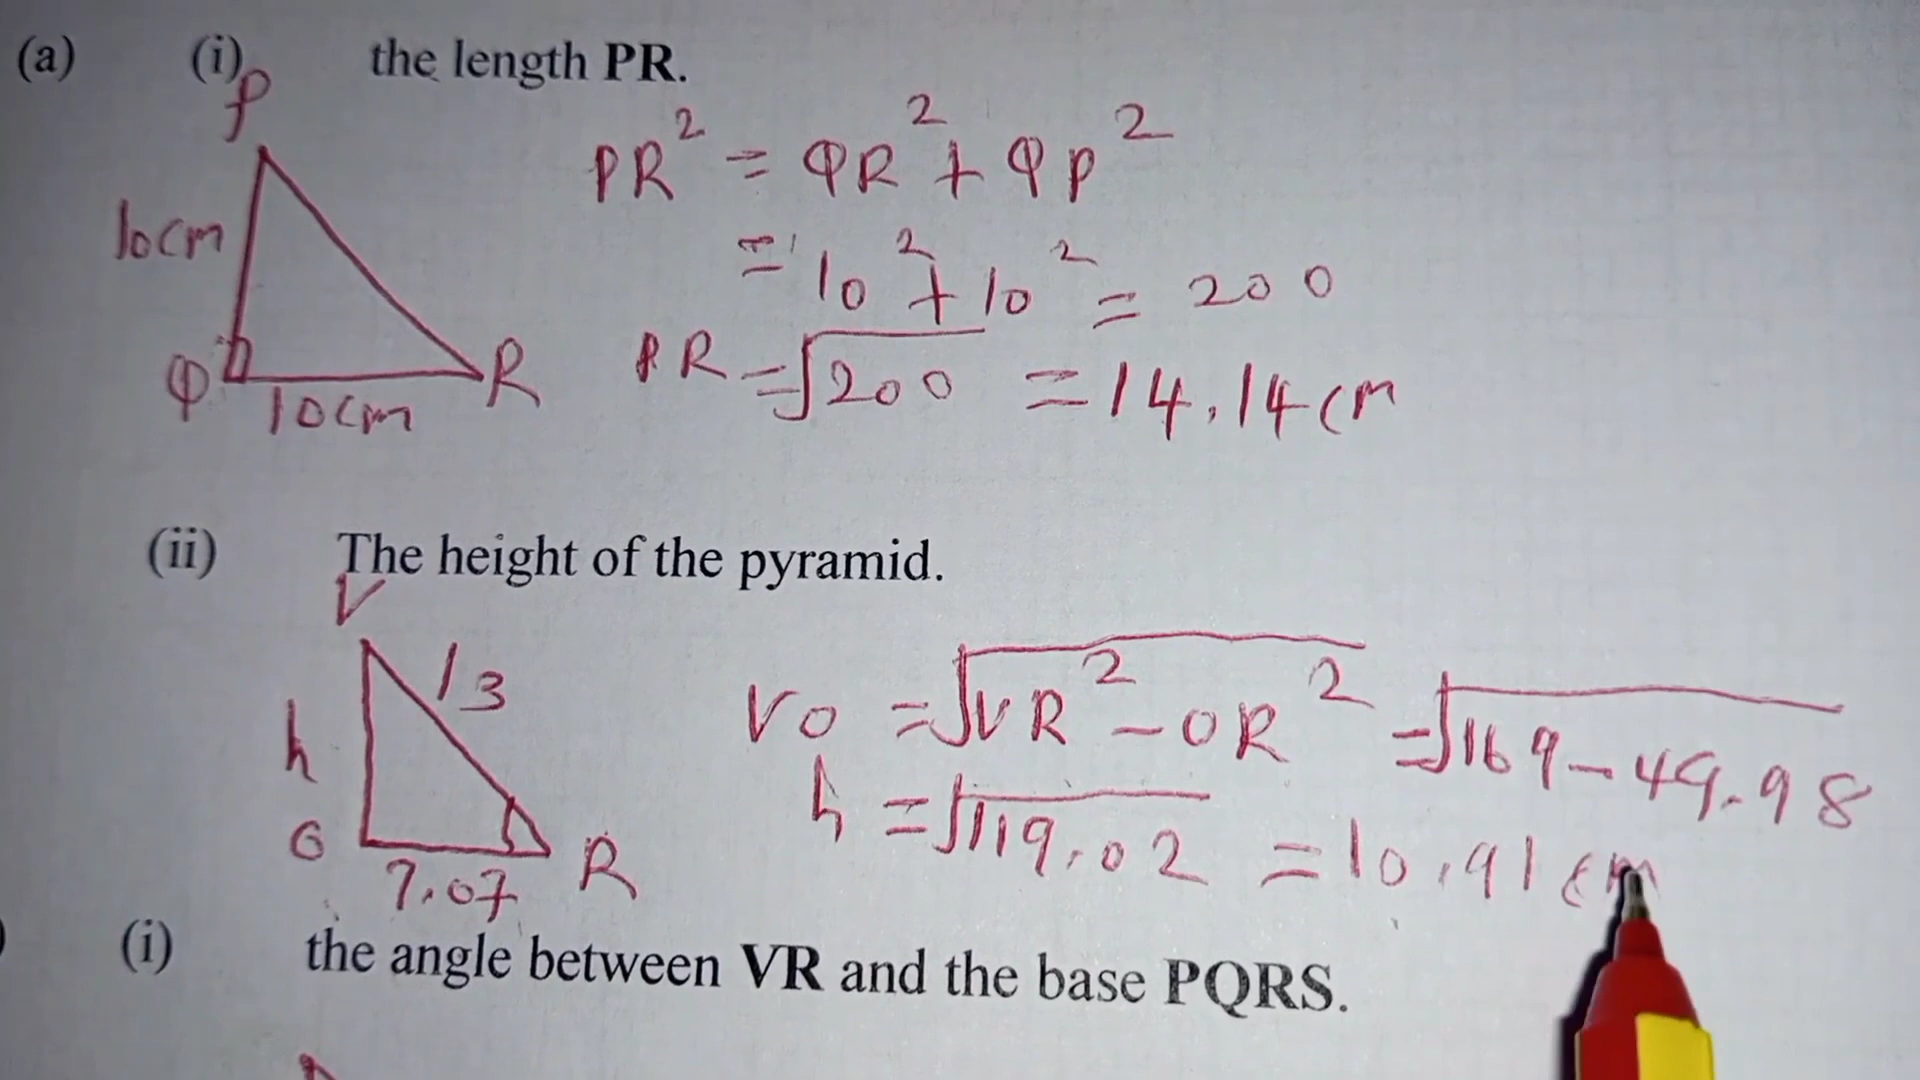 (a) (i) the length PR.
P
PR² = QR² + QP²
10cm
= 10² + 10² = 200
Q 10cm R
PR = √200 = 14.14cm
(ii) The height of the pyramid.
V
13
h
VO = √VR² - OR² = √169 - 49.98
h = √119.02 = 10.91cm
O 7.07 R
) (i) the angle between VR and the base PQRS.